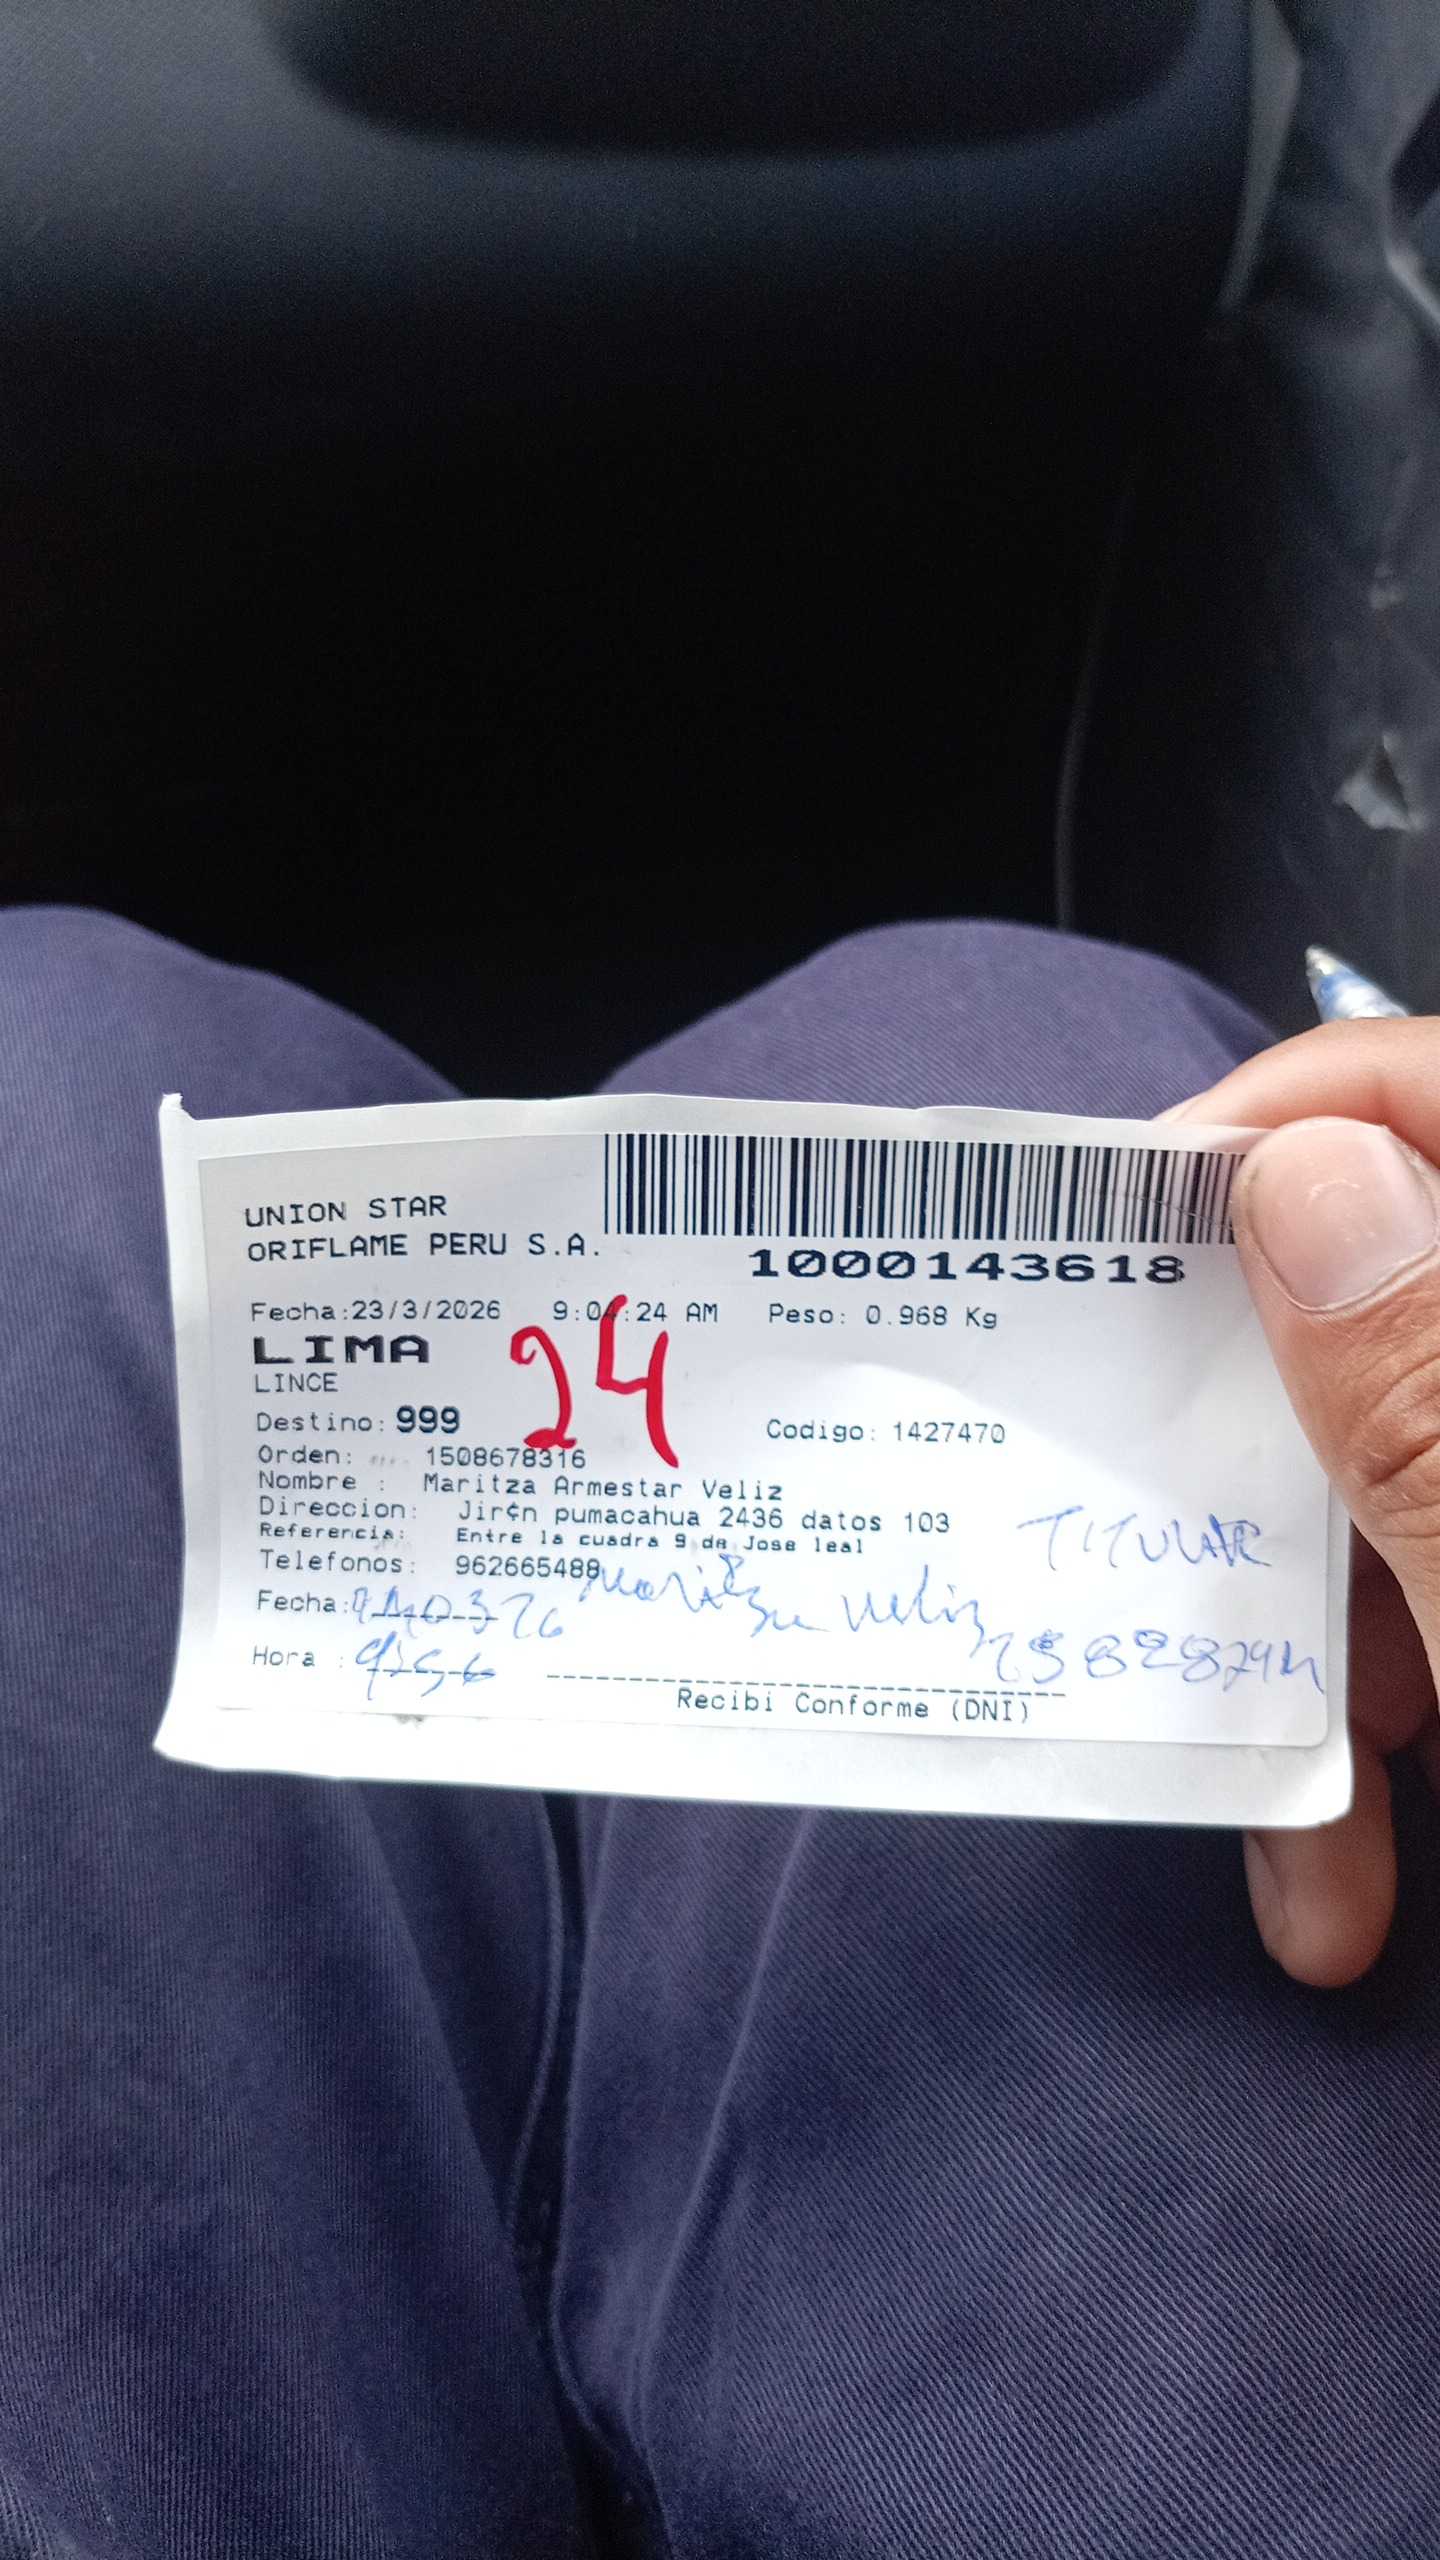 UNION STAR
ORIFLAME PERU S.A.
1000143618
Fecha:23/3/2026 9:04:24 AM Peso: 0.968 Kg
LIMA
24
LINCE
Destino: 999 Codigo: 1427470
Orden: 1508678316
Nombre : Maritza Armestar Veliz
Direccion: Jir¢n pumacahua 2436 datos 103
Referencia: Entre la cuadra 9 de Jose leal
TITULAR
Telefonos: 962665488
Maritza Veliz
Fecha:
Hora :
Recibi Conforme (DNI)